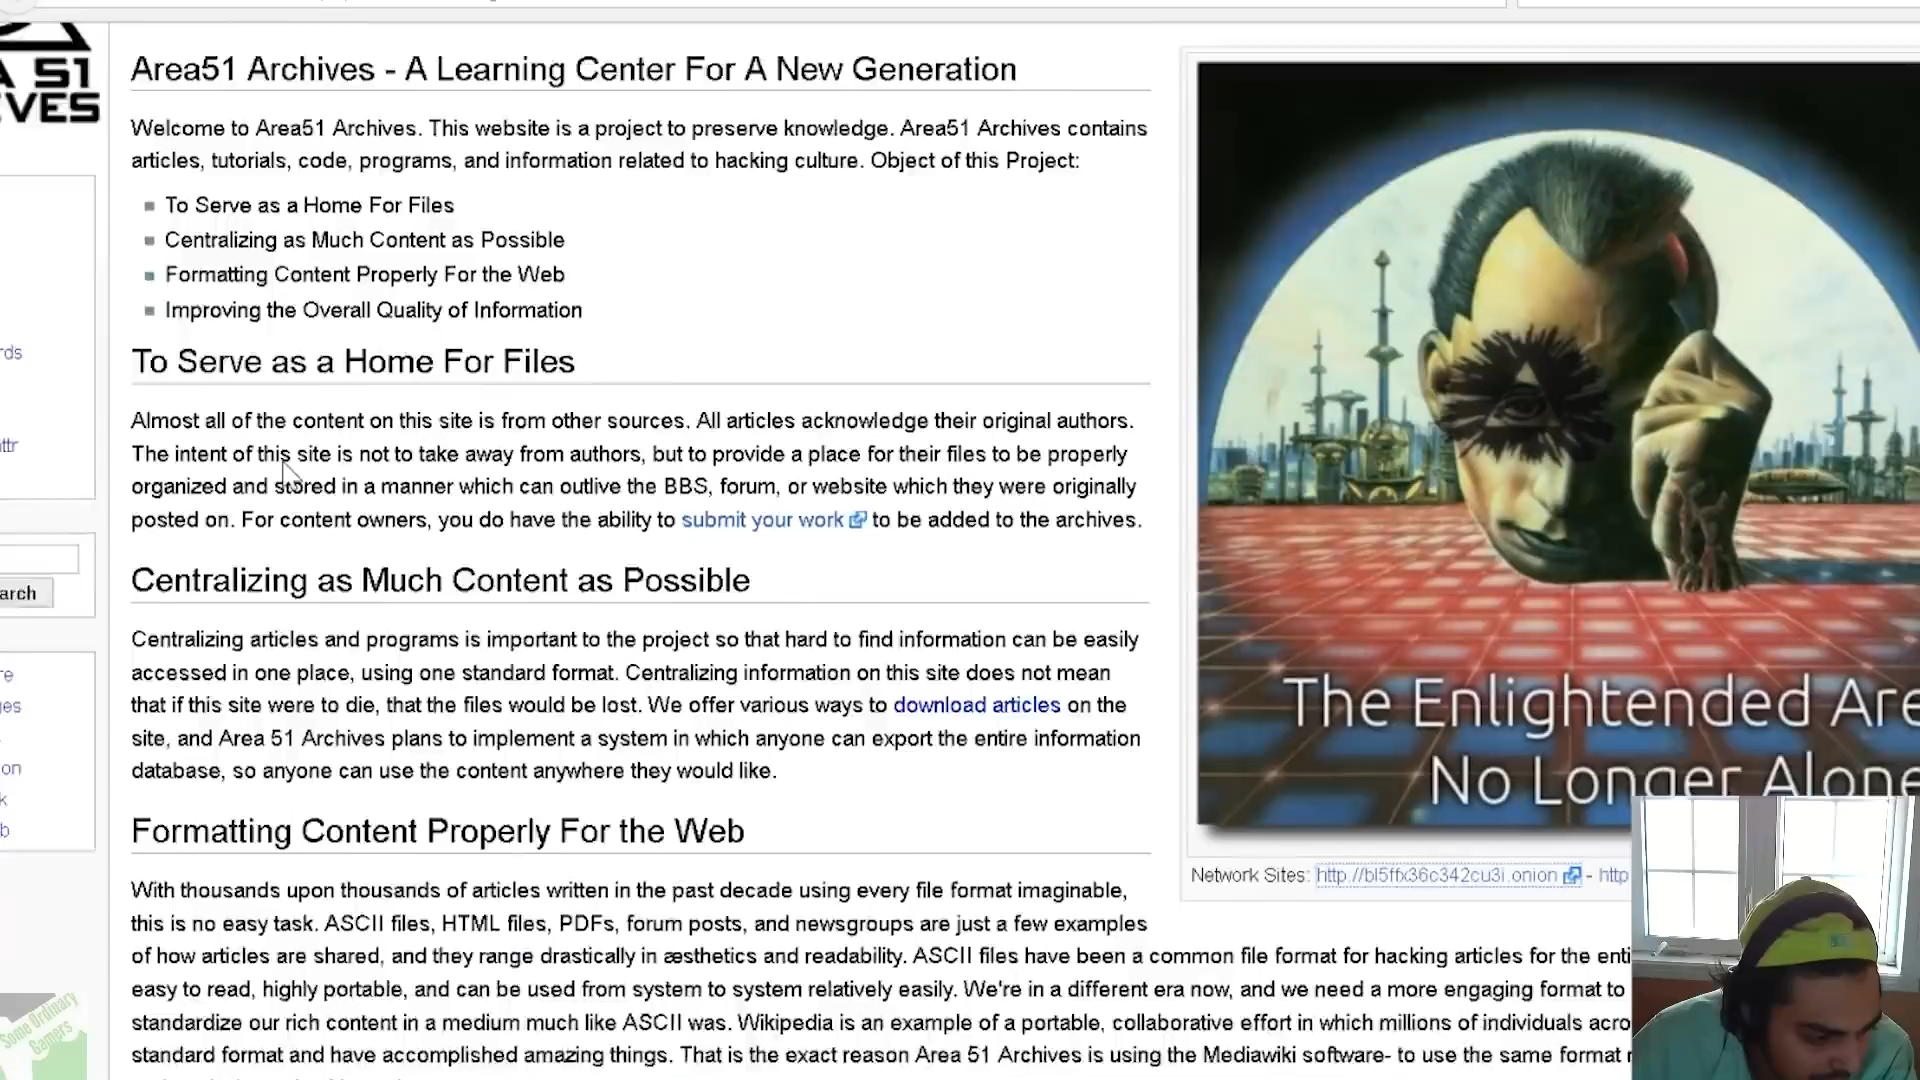 A 51
VES
Area51 Archives - A Learning Center For A New Generation
Welcome to Area51 Archives. This website is a project to preserve knowledge. Area51 Archives contains
articles, tutorials, code, programs, and information related to hacking culture. Object of this Project:
To Serve as a Home For Files
Centralizing as Much Content as Possible
Formatting Content Properly For the Web
Improving the Overall Quality of Information
To Serve as a Home For Files
Almost all of the content on this site is from other sources. All articles acknowledge their original authors.
The intent of this site is not to take away from authors, but to provide a place for their files to be properly
organized and stored in a manner which can outlive the BBS, forum, or website which they were originally
posted on. For content owners, you do have the ability to submit your work to be added to the archives.
Centralizing as Much Content as Possible
Centralizing articles and programs is important to the project so that hard to find information can be easily
accessed in one place, using one standard format. Centralizing information on this site does not mean
that if this site were to die, that the files would be lost. We offer various ways to download articles on the
site, and Area 51 Archives plans to implement a system in which anyone can export the entire information
database, so anyone can use the content anywhere they would like.
Formatting Content Properly For the Web
With thousands upon thousands of articles written in the past decade using every file format imaginable,
this is no easy task. ASCII files, HTML files, PDFs, forum posts, and newsgroups are just a few examples
of how articles are shared, and they range drastically in æsthetics and readability. ASCII files have been a common file format for hacking articles for the enti
easy to read, highly portable, and can be used from system to system relatively easily. We're in a different era now, and we need a more engaging format to
standardize our rich content in a medium much like ASCII was. Wikipedia is an example of a portable, collaborative effort in which millions of individuals acro
standard format and have accomplished amazing things. That is the exact reason Area 51 Archives is using the Mediawiki software- to use the same format r
The Enlightended Are
No Longer Alone
Network Sites: http://bl5ffx36c342cu3i.onion - http
rds
ttr
arch
re
ges
on
k
b
Some Ordinary
Gamers